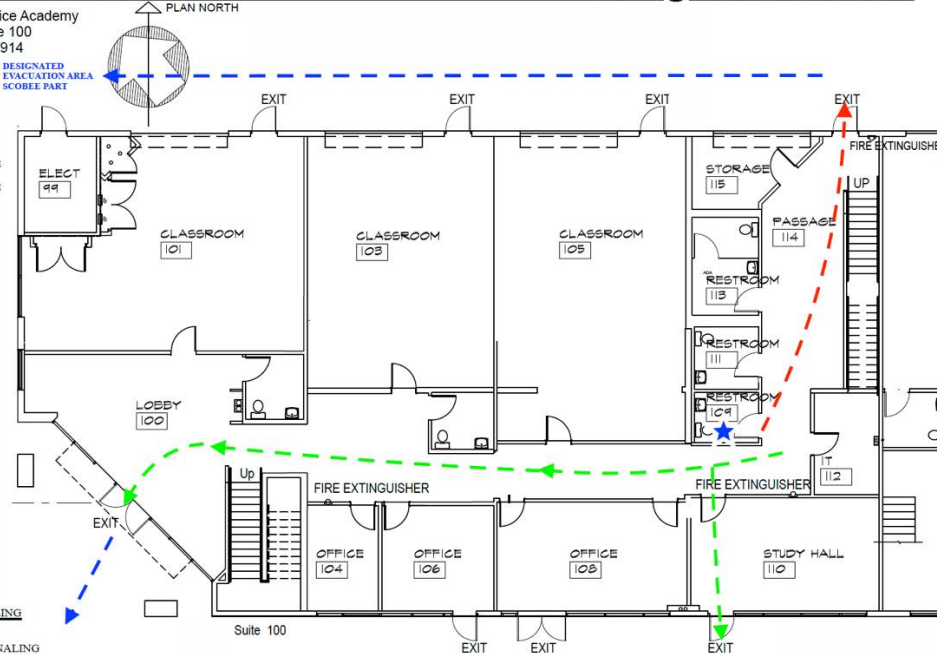 PLAN NORTH
ice Academy
e 100
914
DESIGNATED
EVACUATION AREA
SCOBEE PART
EXIT
EXIT
EXIT
EXIT
FIRE EXTINGUISHE
ELECT
99
STORAGE
115
UP
CLASSROOM
101
CLASSROOM
103
CLASSROOM
105
PASSAGE
114
RESTROOM
113
RESTROOM
111
RESTROOM
109
LOBBY
100
IT
112
Up
FIRE EXTINGUISHER
FIRE EXTINGUISHER
EXIT
OFFICE
104
OFFICE
106
OFFICE
108
STUDY HALL
110
ING
Suite 100
NALING
EXIT
EXIT
EXIT